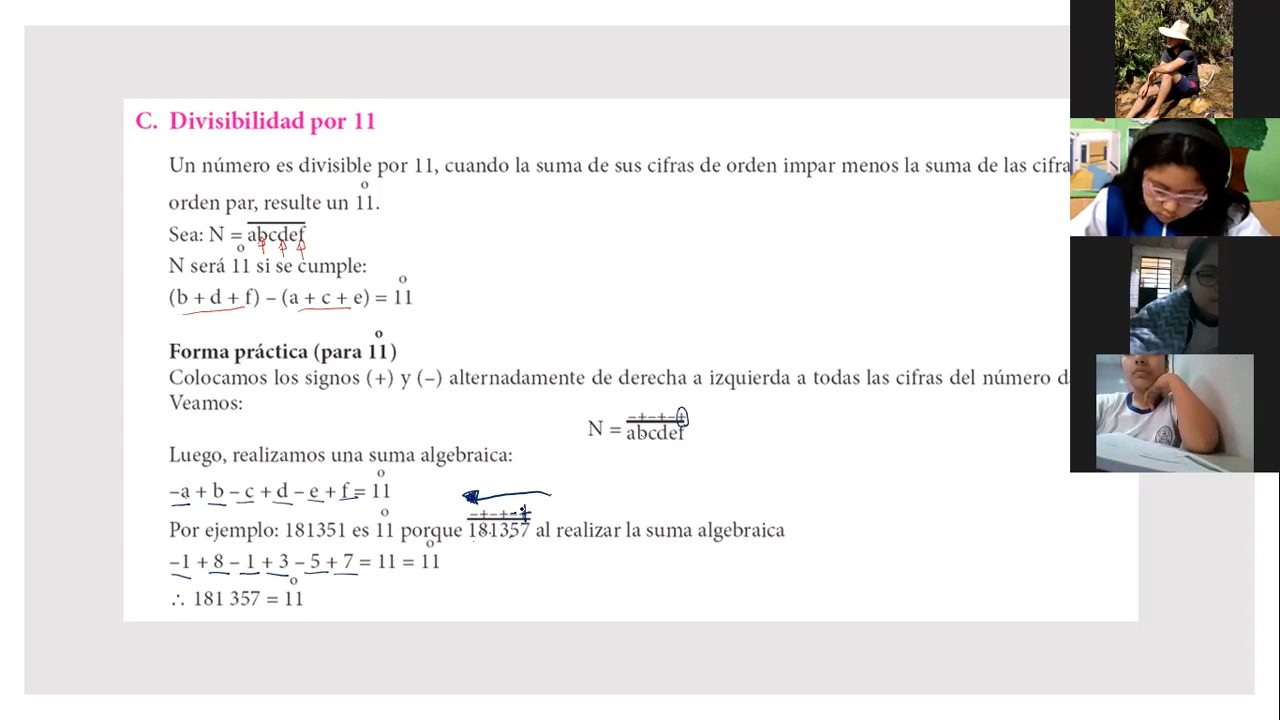 C. Divisibilidad por 11
Un número es divisible por 11, cuando la suma de sus cifras de orden impar menos la suma de las cifra
o
orden par, resulte un 11.
Sea: N = abcdef
o
N será 11 si se cumple:
o
(b + d + f) – (a + c + e) = 11
o
Forma práctica (para 11)
Colocamos los signos (+) y (–) alternadamente de derecha a izquierda a todas las cifras del número d
Veamos:
–+–+–+
N = abcdef
Luego, realizamos una suma algebraica:
o
–a + b – c + d – e + f = 11
o –+–+–+
Por ejemplo: 181351 es 11 porque 181357 al realizar la suma algebraica
o
–1 + 8 – 1 + 3 – 5 + 7 = 11 = 11
o
∴ 181 357 = 11